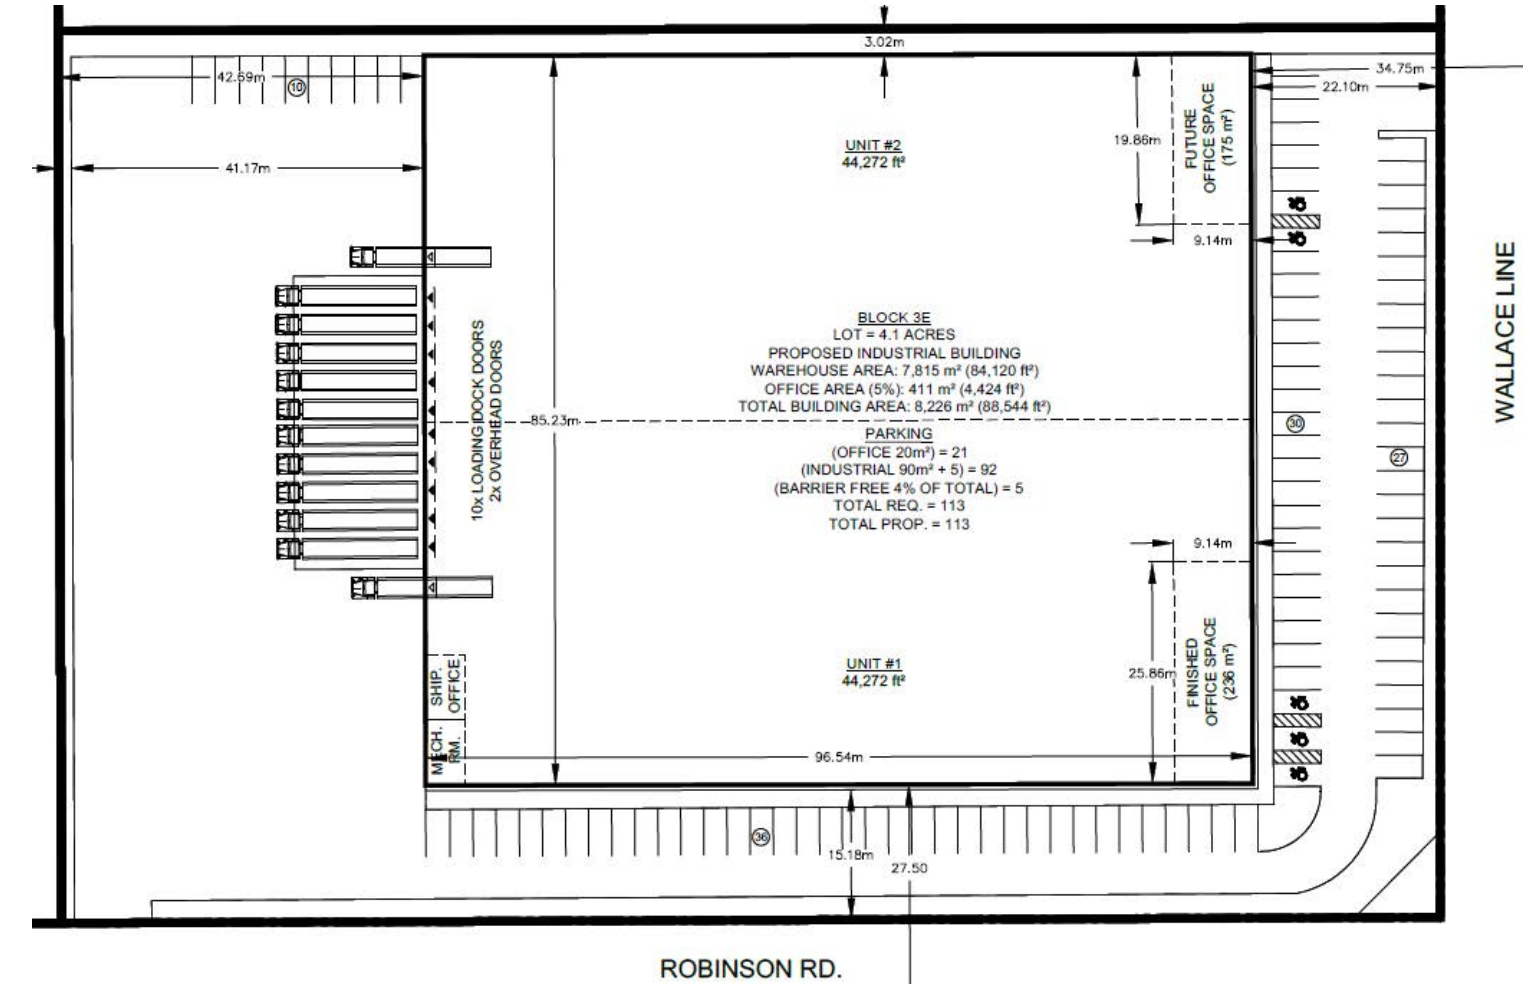 3.02m
42.59m
10
34.75m
22.10m
41.17m
19.86m
FUTURE
OFFICE SPACE
(175 m²)
UNIT #2
44,272 ft²
9.14m
WALLACE LINE
10x LOADING DOCK DOORS
2x OVERHEAD DOORS
BLOCK 3E
LOT = 4.1 ACRES
PROPOSED INDUSTRIAL BUILDING
WAREHOUSE AREA: 7,815 m² (84,120 ft²)
OFFICE AREA (5%): 411 m² (4,424 ft²)
TOTAL BUILDING AREA: 8,226 m² (88,544 ft²)
85.23m
PARKING
(OFFICE 20m²) = 21
(INDUSTRIAL 90m² + 5) = 92
(BARRIER FREE 4% OF TOTAL) = 5
TOTAL REQ. = 113
TOTAL PROP. = 113
30
27
9.14m
UNIT #1
44,272 ft²
25.86m
FINISHED
OFFICE SPACE
(236 m²)
SHIP.
OFFICE
MECH.
RM.
96.54m
36
15.18m
27.50
ROBINSON RD.